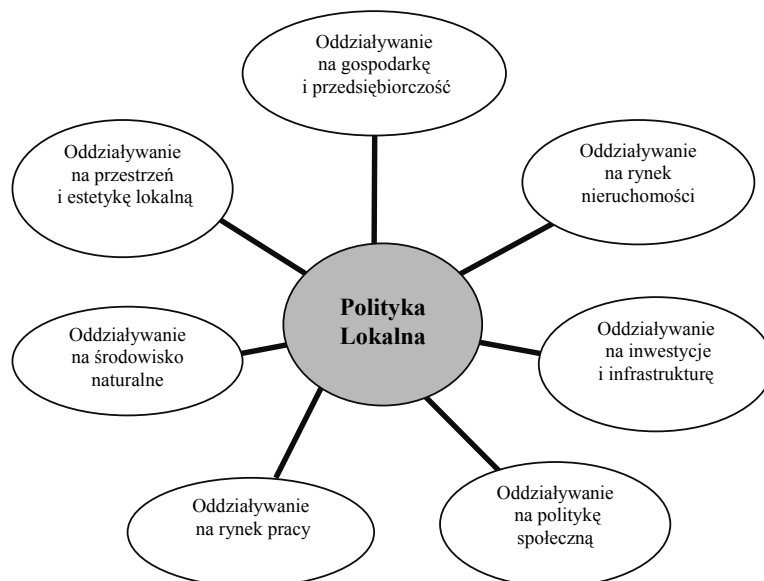 Oddziaływanie
na gospodarkę
i przedsiębiorczość
Oddziaływanie
na przestrzeń
i estetykę lokalną
Oddziaływanie
na rynek
nieruchomości
Polityka
Lokalna
Oddziaływanie
na środowisko
naturalne
Oddziaływanie
na inwestycje
i infrastrukturę
Oddziaływanie
na rynek pracy
Oddziaływanie
na politykę
społeczną